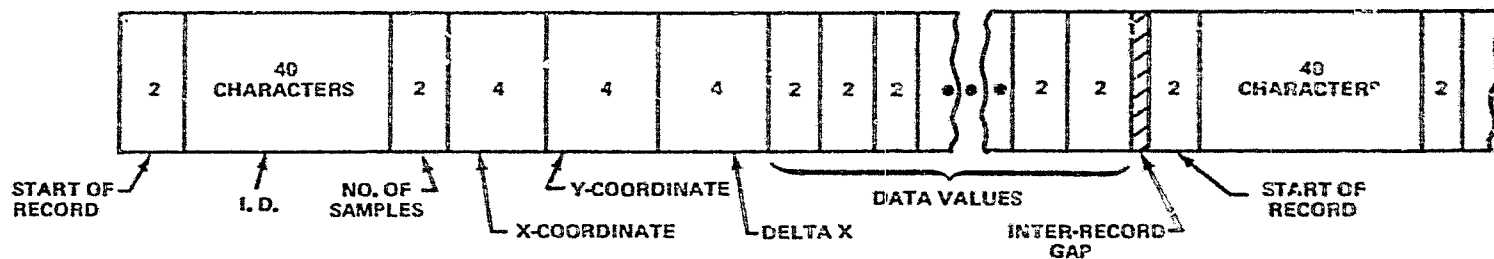 40
CHARACTERS
2
2
4
4
4
2
2
2
2
2
2
40
CHARACTERS
2
START OF
RECORD
I. D.
NO. OF
SAMPLES
X-COORDINATE
Y-COORDINATE
DELTA X
DATA VALUES
INTER-RECORD
GAP
START OF
RECORD